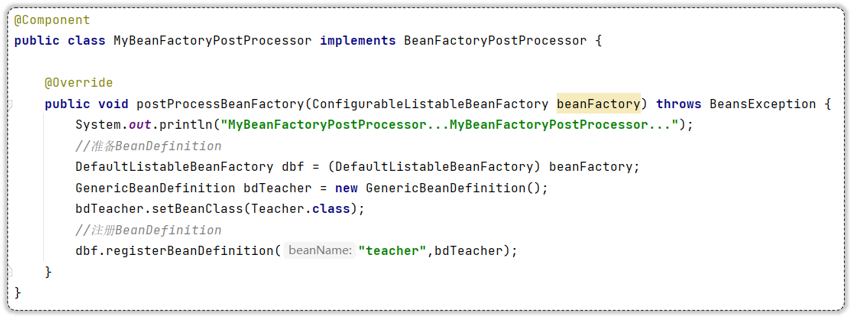 @Component
public class MyBeanFactoryPostProcessor implements BeanFactoryPostProcessor {
@Override
public void postProcessBeanFactory(ConfigurableListableBeanFactory beanFactory) throws BeansException {
System.out.println("MyBeanFactoryPostProcessor...MyBeanFactoryPostProcessor...");
//准备BeanDefinition
DefaultListableBeanFactory dbf = (DefaultListableBeanFactory) beanFactory;
GenericBeanDefinition bdTeacher = new GenericBeanDefinition();
bdTeacher.setBeanClass(Teacher.class);
//注册BeanDefinition
dbf.registerBeanDefinition( beanName: "teacher",bdTeacher);
}
}